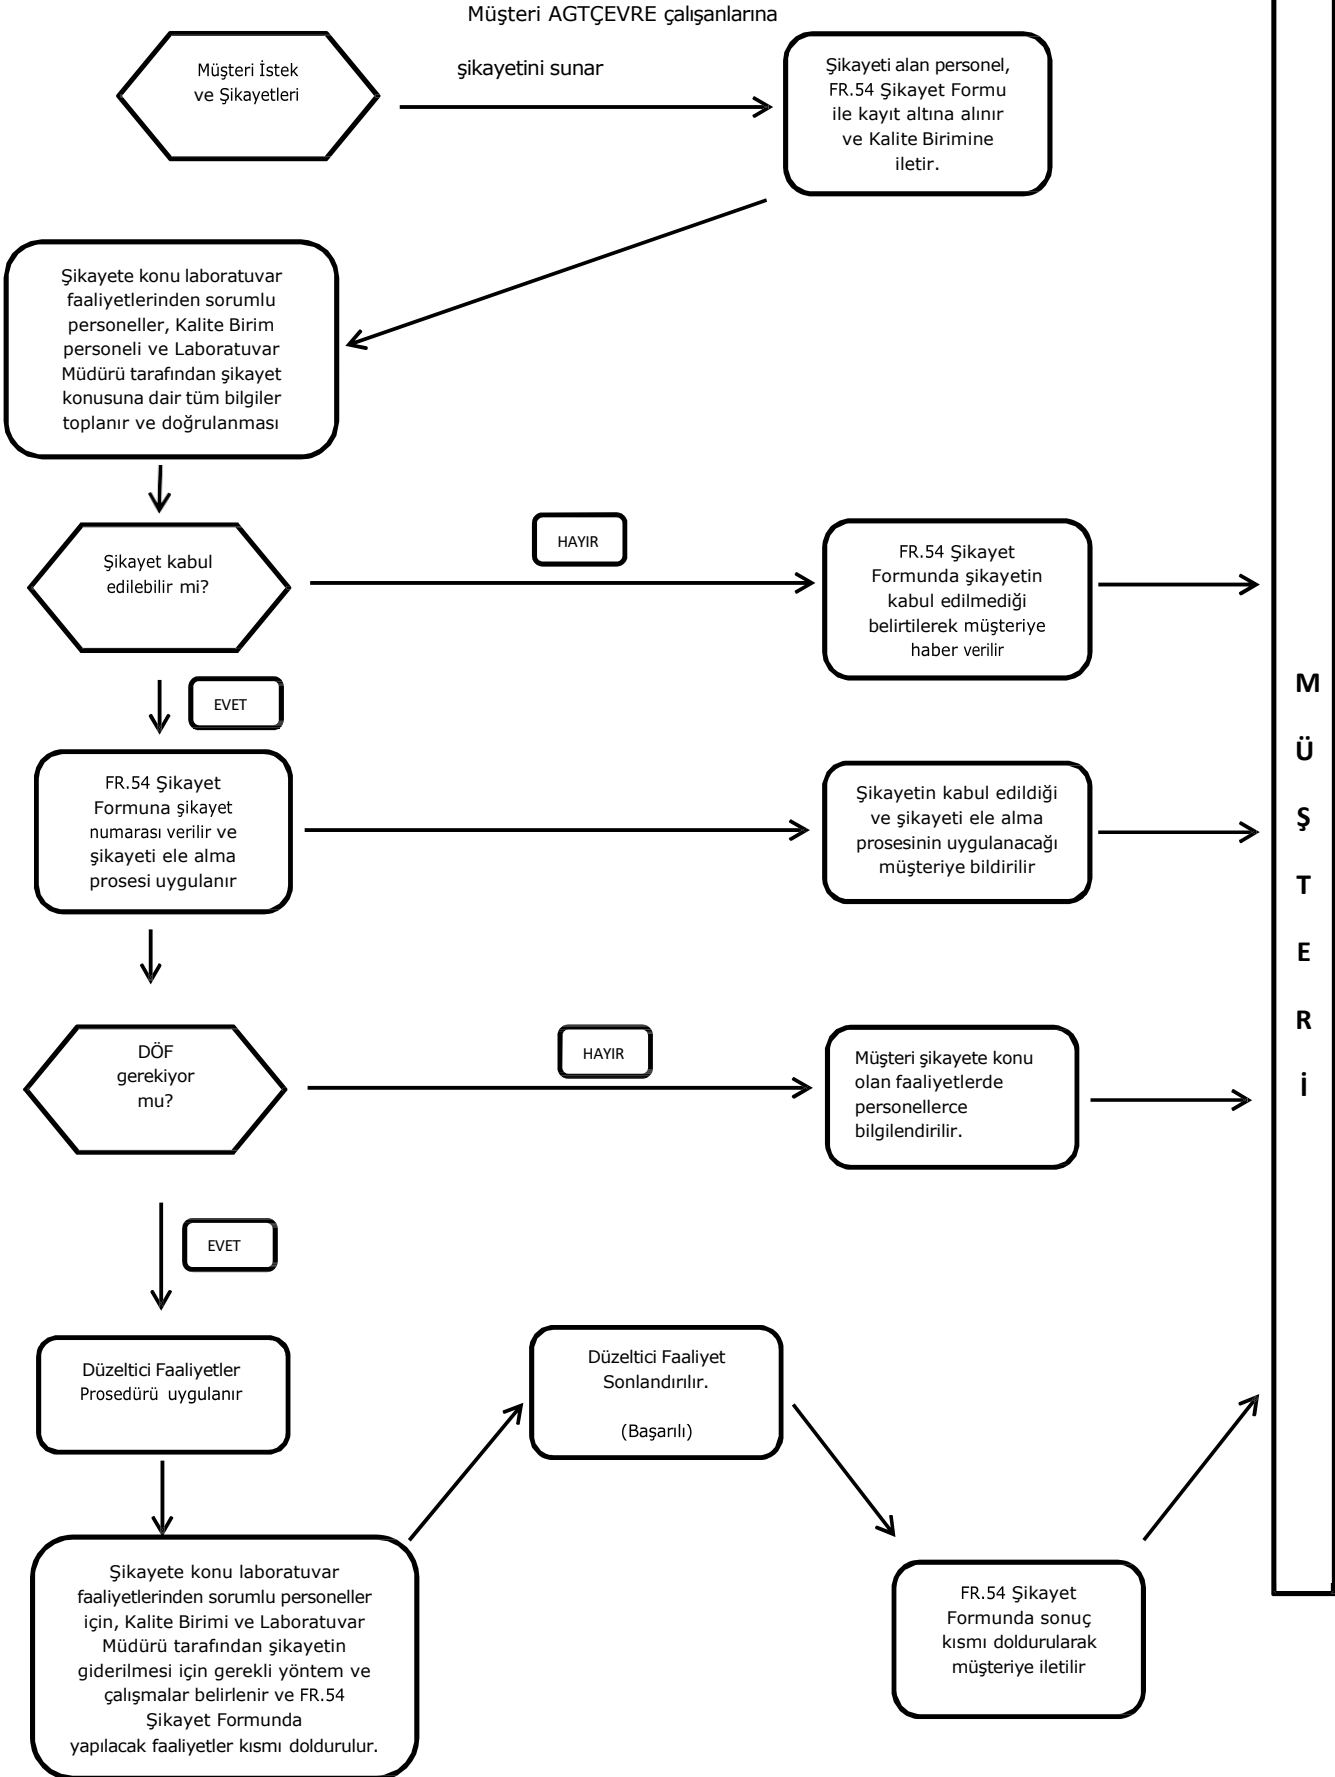 Müşteri AGTÇEVRE çalışanlarına
şikayetini sunar
Müşteri İstek
ve Şikayetleri
Şikayeti alan personel,
FR.54 Şikayet Formu
ile kayıt altına alınır
ve Kalite Birimine
iletir.
Şikayete konu laboratuvar
faaliyetlerinden sorumlu
personeller, Kalite Birim
personeli ve Laboratuvar
Müdürü tarafından şikayet
konusuna dair tüm bilgiler
toplanır ve doğrulanması
Şikayet kabul
edilebilir mi?
HAYIR
FR.54 Şikayet
Formunda şikayetin
kabul edilmediği
belirtilerek müşteriye
haber verilir
EVET
FR.54 Şikayet
Formuna şikayet
numarası verilir ve
şikayeti ele alma
prosesi uygulanır
Şikayetin kabul edildiği
ve şikayeti ele alma
prosesinin uygulanacağı
müşteriye bildirilir
DÖF
gerekiyor
mu?
HAYIR
Müşteri şikayete konu
olan faaliyetlerde
personellerce
bilgilendirilir.
EVET
Düzeltici Faaliyetler
Prosedürü uygulanır
Düzeltici Faaliyet
Sonlandırılır.
(Başarılı)
Şikayete konu laboratuvar
faaliyetlerinden sorumlu personeller
için, Kalite Birimi ve Laboratuvar
Müdürü tarafından şikayetin
giderilmesi için gerekli yöntem ve
çalışmalar belirlenir ve FR.54
Şikayet Formunda
yapılacak faaliyetler kısmı doldurulur.
FR.54 Şikayet
Formunda sonuç
kısmı doldurularak
müşteriye iletilir
M
Ü
Ş
T
E
R
İ